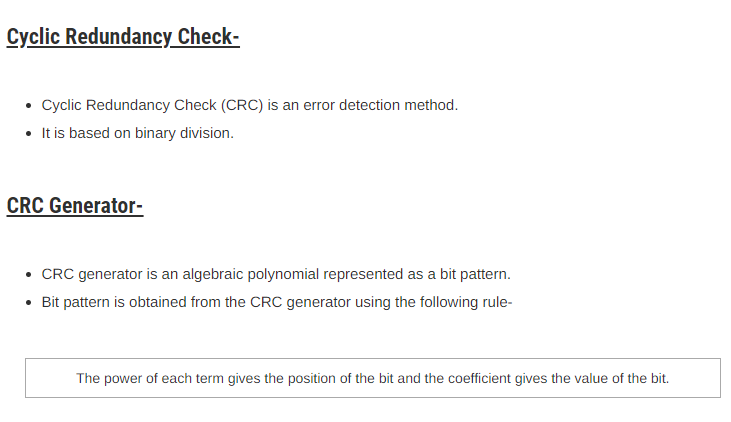 Cyclic Redundancy Check-
• Cyclic Redundancy Check (CRC) is an error detection method.
• It is based on binary division.
CRC Generator-
• CRC generator is an algebraic polynomial represented as a bit pattern.
• Bit pattern is obtained from the CRC generator using the following rule-
The power of each term gives the position of the bit and the coefficient gives the value of the bit.